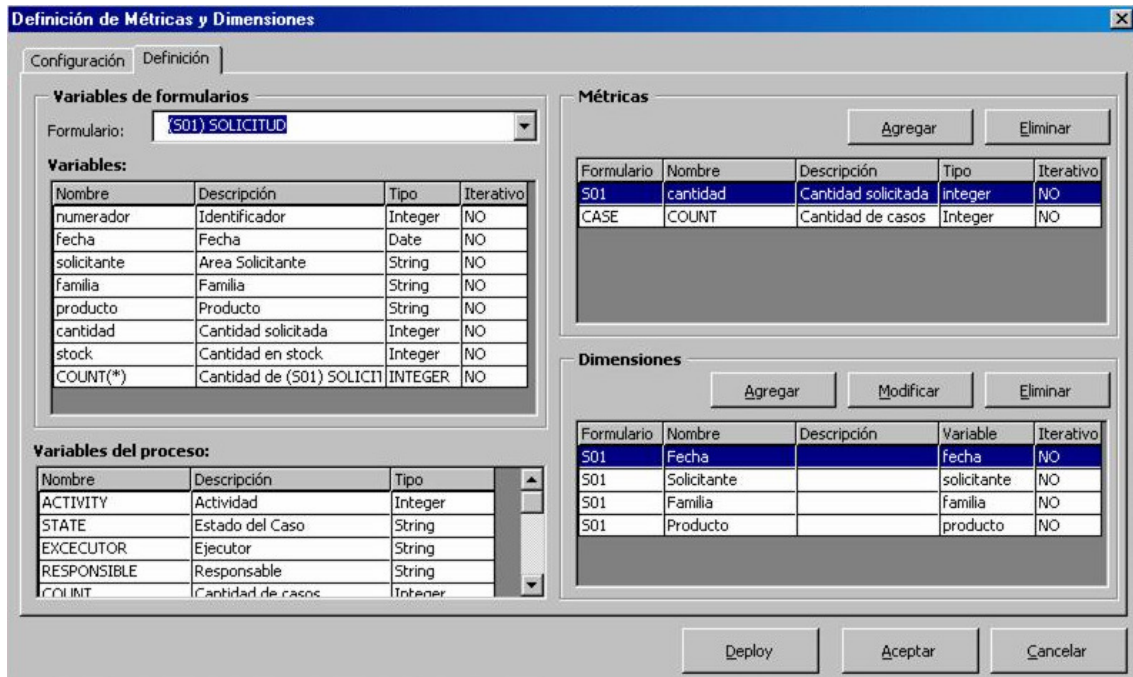 Definición de Métricas y Dimensiones
Configuración Definición
Variables de formularios
Formulario: (S01) SOLICITUD
Variables:
Nombre Descripción Tipo Iterativo
numerador Identificador Integer NO
fecha Fecha Date NO
solicitante Area Solicitante String NO
familia Familia String NO
producto Producto String NO
cantidad Cantidad solicitada Integer NO
stock Cantidad en stock Integer NO
COUNT(*) Cantidad de (S01) SOLICIT INTEGER NO
Variables del proceso:
Nombre Descripción Tipo
ACTIVITY Actividad Integer
STATE Estado del Caso String
EXCECUTOR Ejecutor String
RESPONSIBLE Responsable String
COUNT Cantidad de casos Integer
Métricas
Agregar Eliminar
Formulario Nombre Descripción Tipo Iterativo
S01 cantidad Cantidad solicitada integer NO
CASE COUNT Cantidad de casos Integer NO
Dimensiones
Agregar Modificar Eliminar
Formulario Nombre Descripción Variable Iterativo
S01 Fecha fecha NO
S01 Solicitante solicitante NO
S01 Familia familia NO
S01 Producto producto NO
Deploy Aceptar Cancelar